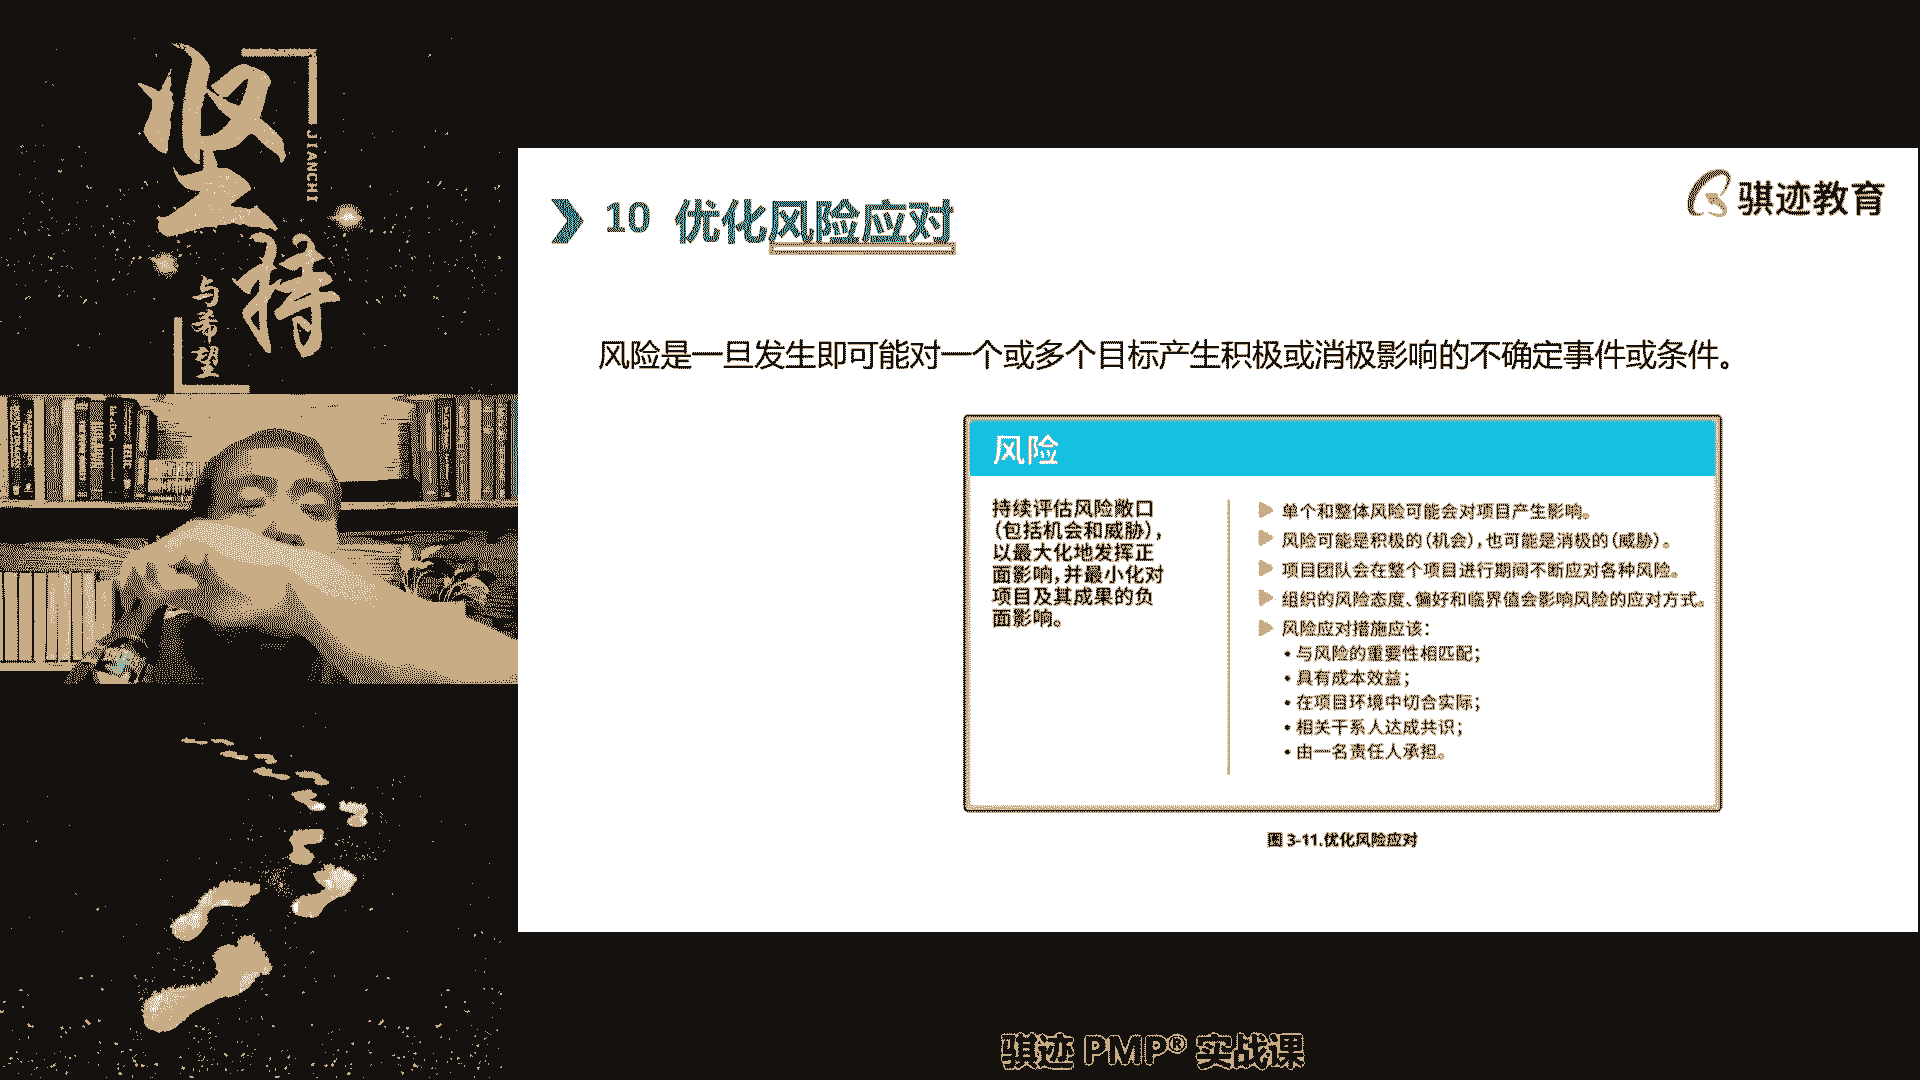 坚持
JIANCHI
与希望
10 优化风险应对
骐迹教育
风险是一旦发生即可能对一个或多个目标产生积极或消极影响的不确定事件或条件。
风险
持续评估风险敞口
（包括机会和威胁），
以最大化地发挥正
面影响，并最小化对
项目及其成果的负
面影响。
单个和整体风险可能会对项目产生影响。
风险可能是积极的（机会），也可能是消极的（威胁）。
项目团队会在整个项目进行期间不断应对各种风险。
组织的风险态度、偏好和临界值会影响风险的应对方式。
风险应对措施应该：
• 与风险的重要性相匹配；
• 具有成本效益；
• 在项目环境中切合实际；
• 相关干系人达成共识；
• 由一名责任人承担。
图 3-11.优化风险应对
骐迹 PMP® 实战课